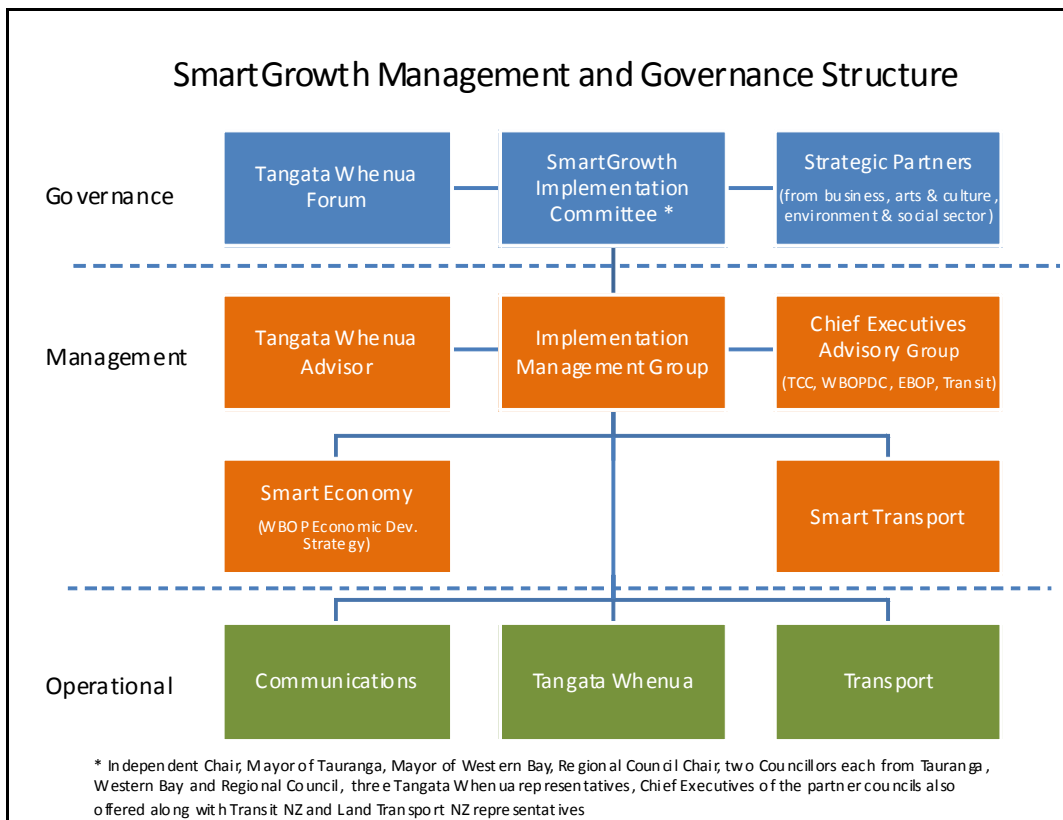 SmartGrowth Management and Governance Structure
Governance
Tangata Whenua
Forum
SmartGrowth
Implementation
Committee *
Strategic Partners
(from business, arts & culture,
environment & social sector)
Management
Tangata Whenua
Advisor
Implementation
Management Group
Chief Executives
Advisory Group
(TCC, WBOPDC, EBOP, Transit)
Smart Economy
(WBOP Economic Dev.
Strategy)
Smart Transport
Operational
Communications
Tangata Whenua
Transport
* Independent Chair, Mayor of Tauranga, Mayor of Western Bay, Regional Council Chair, two Councillors each from Tauranga,
Western Bay and Regional Council, three Tangata Whenua representatives, Chief Executives of the partner councils also
offered along with Transit NZ and Land Transport NZ representatives